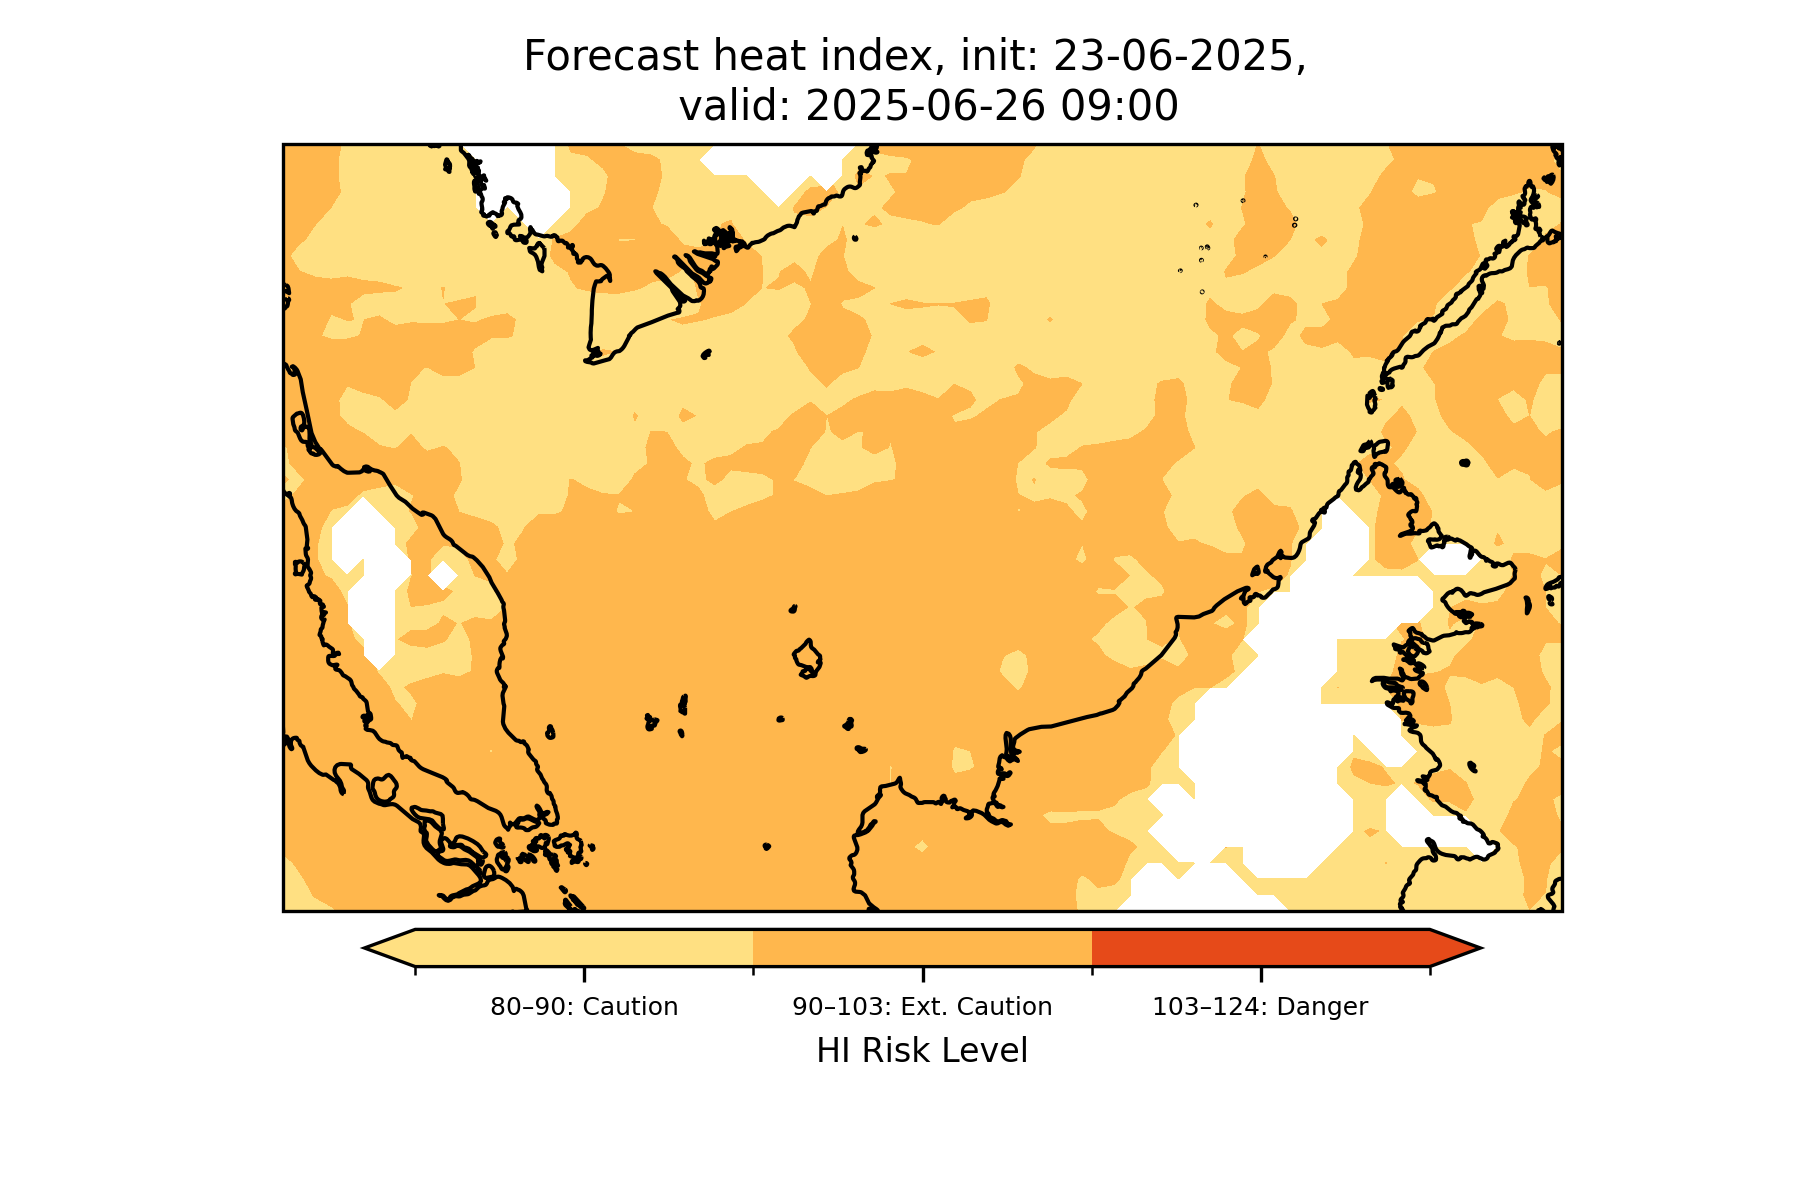 Forecast heat index, init: 23-06-2025,
valid: 2025-06-26 09:00
80–90: Caution
90–103: Ext. Caution
103–124: Danger
HI Risk Level